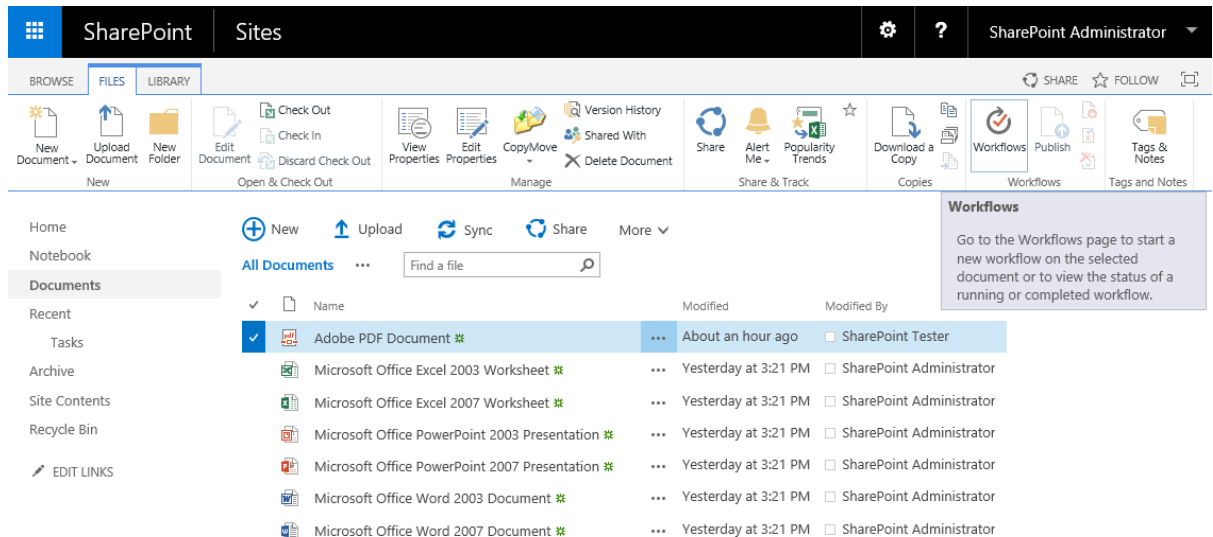 SharePoint Sites ? SharePoint Administrator
BROWSE FILES LIBRARY SHARE FOLLOW
New Document Upload Document New Folder
New
Edit Document Check Out
Check In
Discard Check Out
Open & Check Out
View Properties Edit Properties CopyMove Version History
Shared With
Delete Document
Manage
Share Alert Me Popularity Trends
Share & Track
Download a Copy
Copies
Workflows Publish
Workflows
Tags & Notes
Tags and Notes
Workflows
Go to the Workflows page to start a
new workflow on the selected
document or to view the status of a
running or completed workflow.
Home
Notebook
Documents
Recent
Tasks
Archive
Site Contents
Recycle Bin
EDIT LINKS
New Upload Sync Share More
All Documents ... Find a file
Name Modified Modified By
Adobe PDF Document ... About an hour ago SharePoint Tester
Microsoft Office Excel 2003 Worksheet ... Yesterday at 3:21 PM SharePoint Administrator
Microsoft Office Excel 2007 Worksheet ... Yesterday at 3:21 PM SharePoint Administrator
Microsoft Office PowerPoint 2003 Presentation ... Yesterday at 3:21 PM SharePoint Administrator
Microsoft Office PowerPoint 2007 Presentation ... Yesterday at 3:21 PM SharePoint Administrator
Microsoft Office Word 2003 Document ... Yesterday at 3:21 PM SharePoint Administrator
Microsoft Office Word 2007 Document ... Yesterday at 3:21 PM SharePoint Administrator